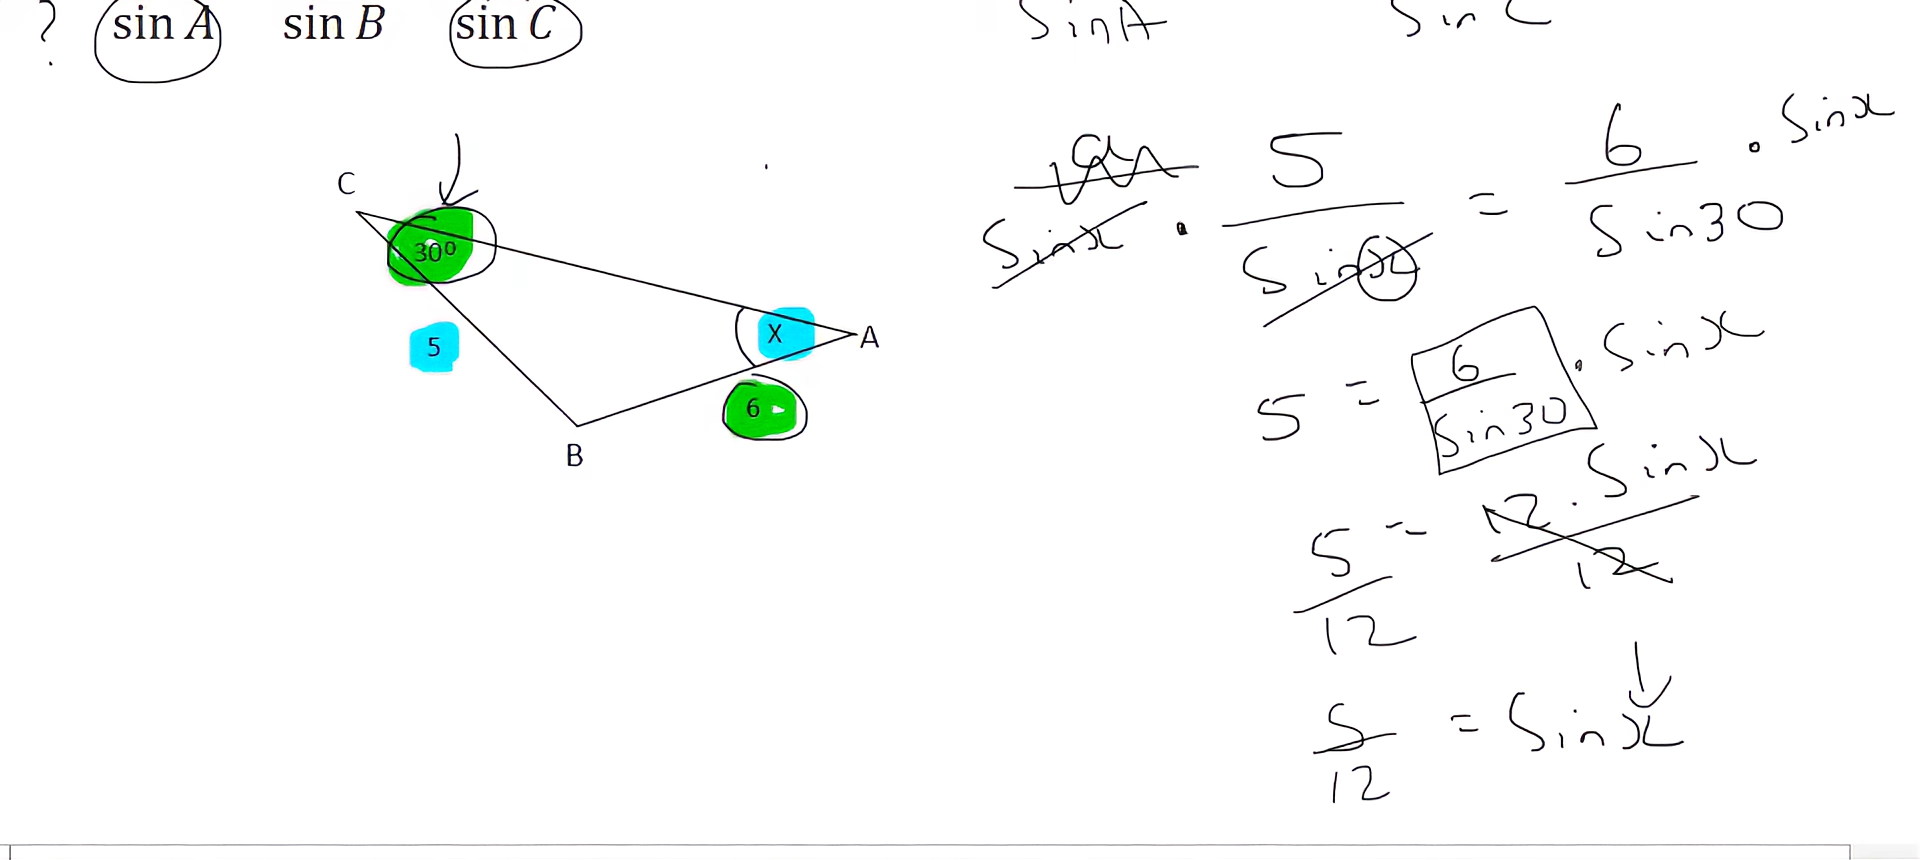 ? sin A sin B sin C
sin A sin C
C
30°
5
X
A
6
B
sin x · 5/sin x = 6/sin 30 · sin x
5 = 6/sin 30 · sin x
5/12 = 12 · sin x/12
5/12 = sin x